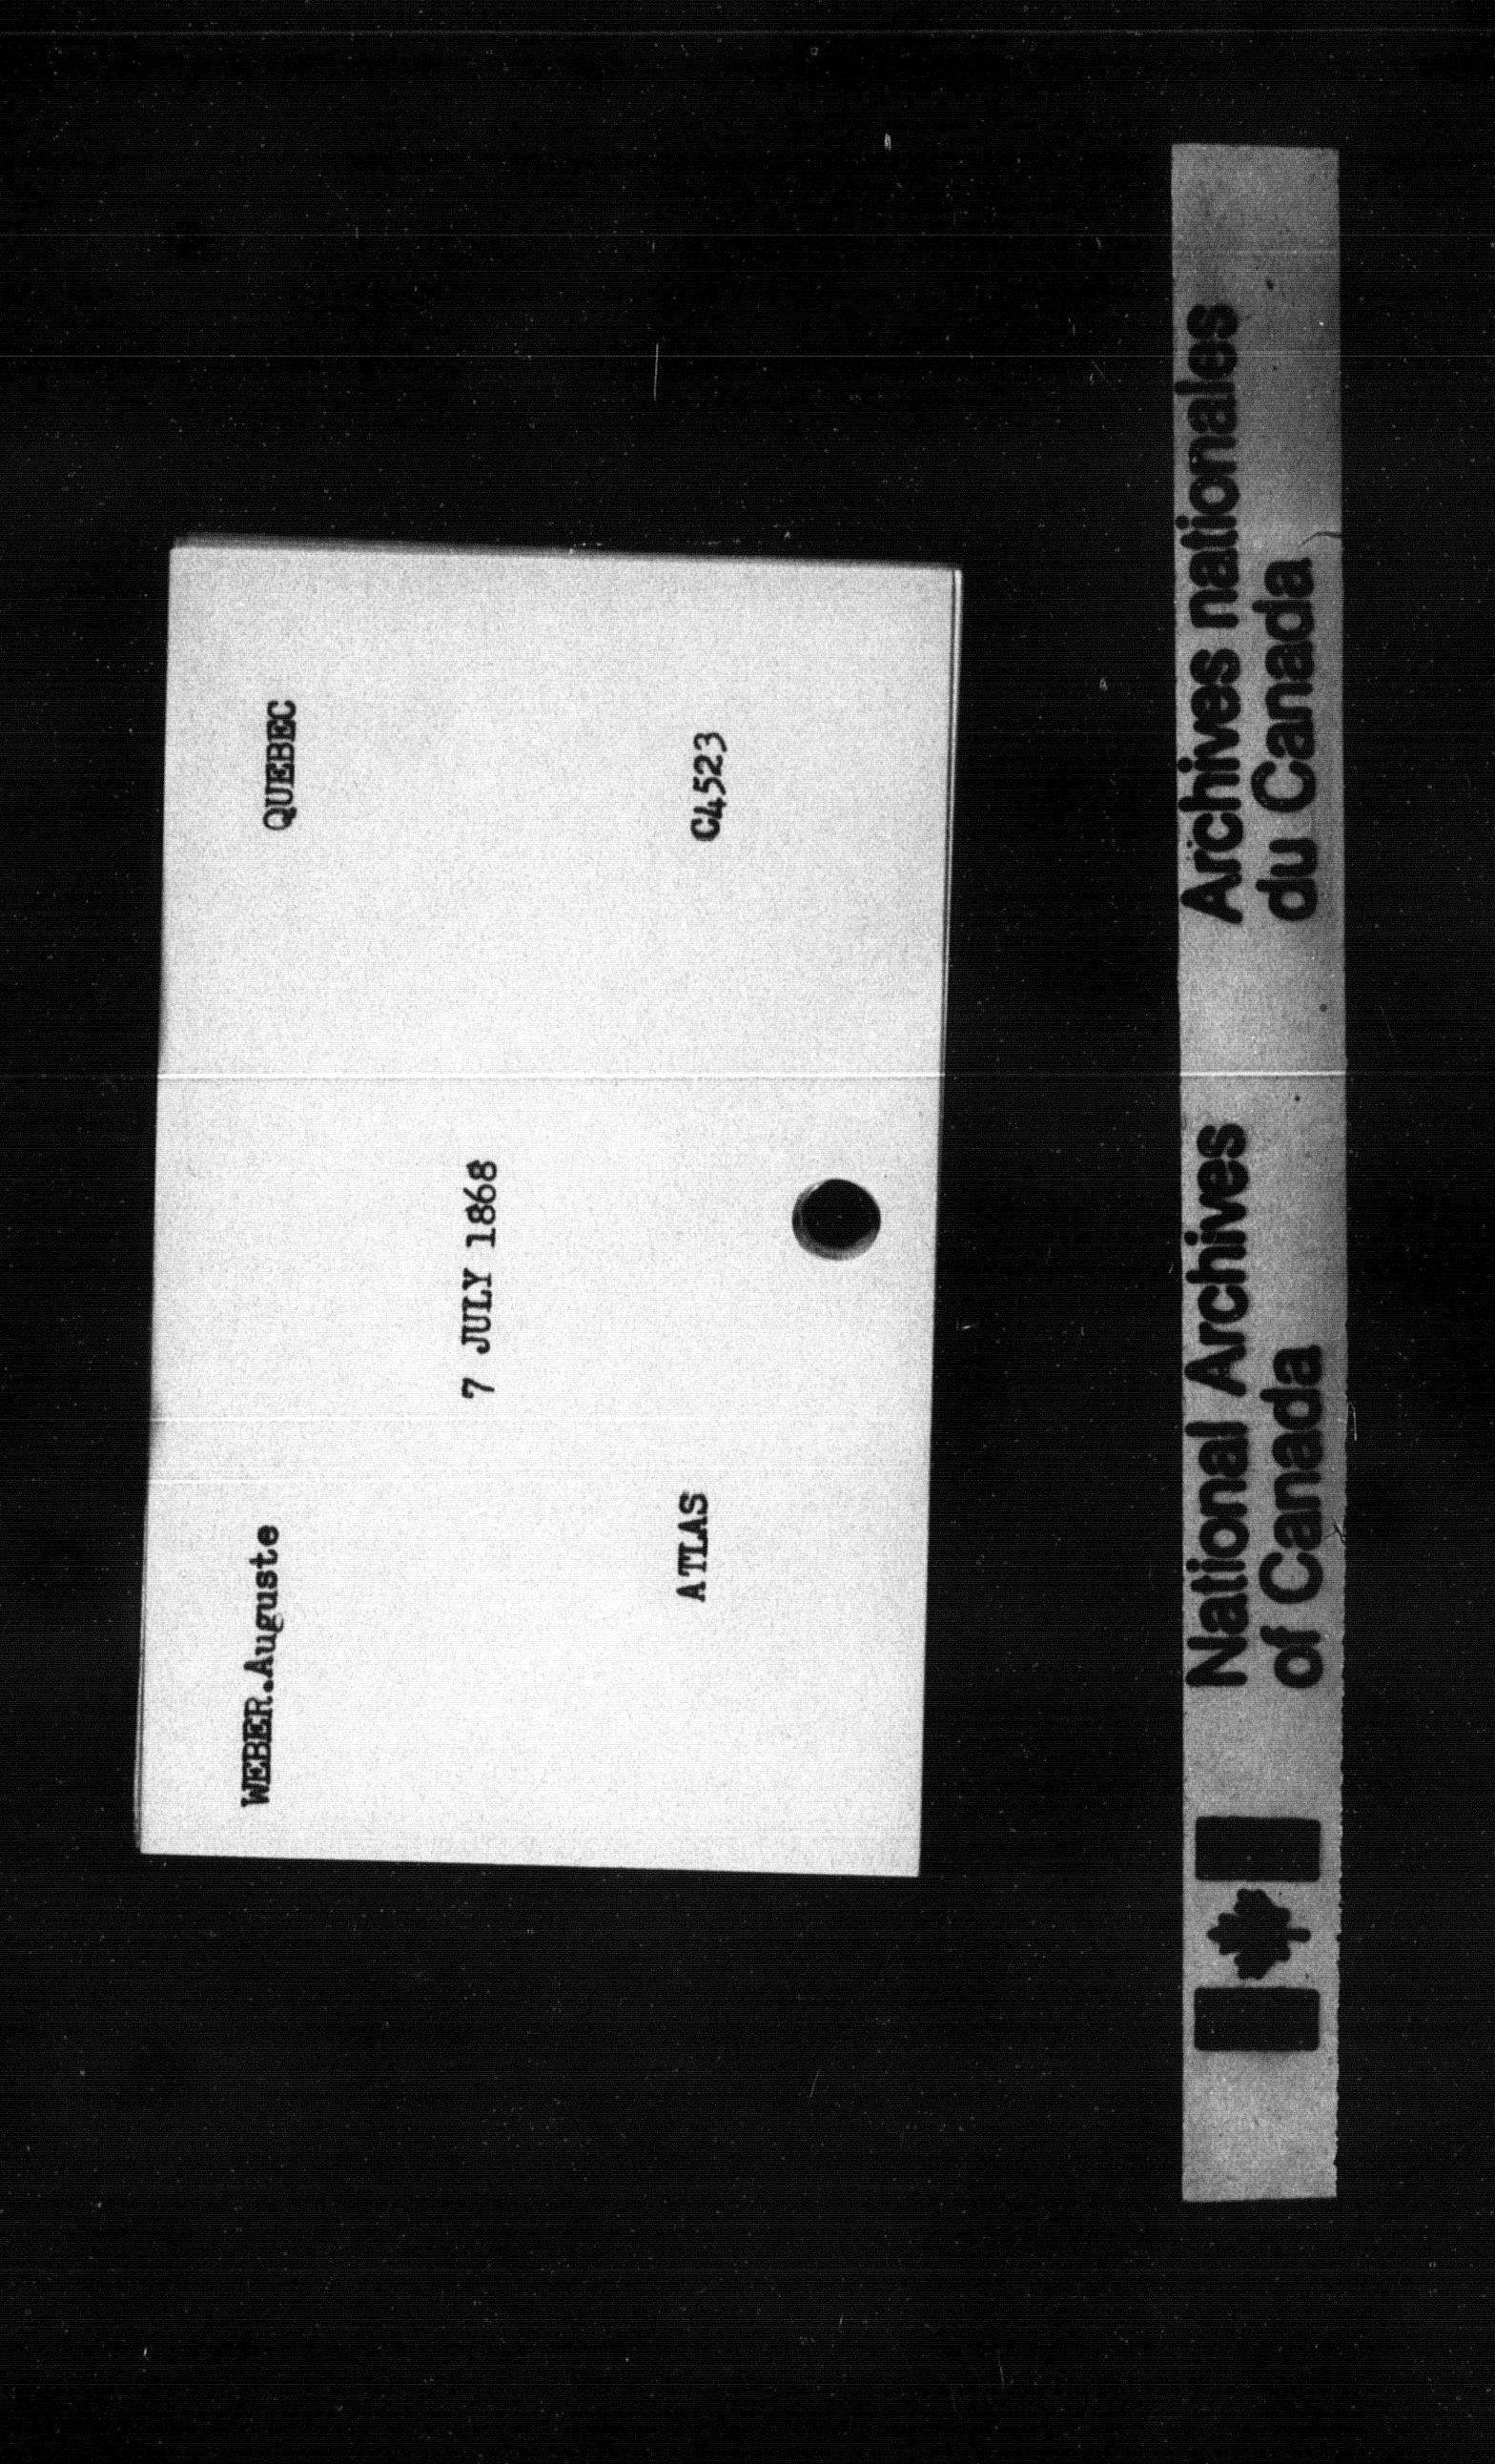 WEBER.Auguste QUEBEC
7 JULY 1868
ATLAS C4523
National Archives
of Canada
Archives nationales
du Canada